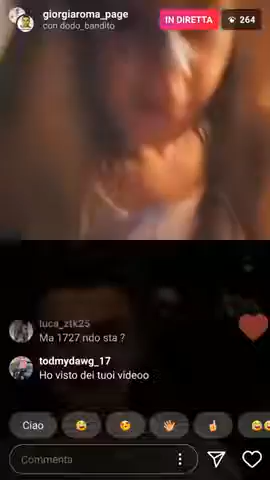 giorgiaroma_page
con dodo_bandito
IN DIRETTA
264
luca_ztk25
Ma 1727 ndo sta ?
todmydawg_17
Ho visto dei tuoi videoo
Ciao
Commenta